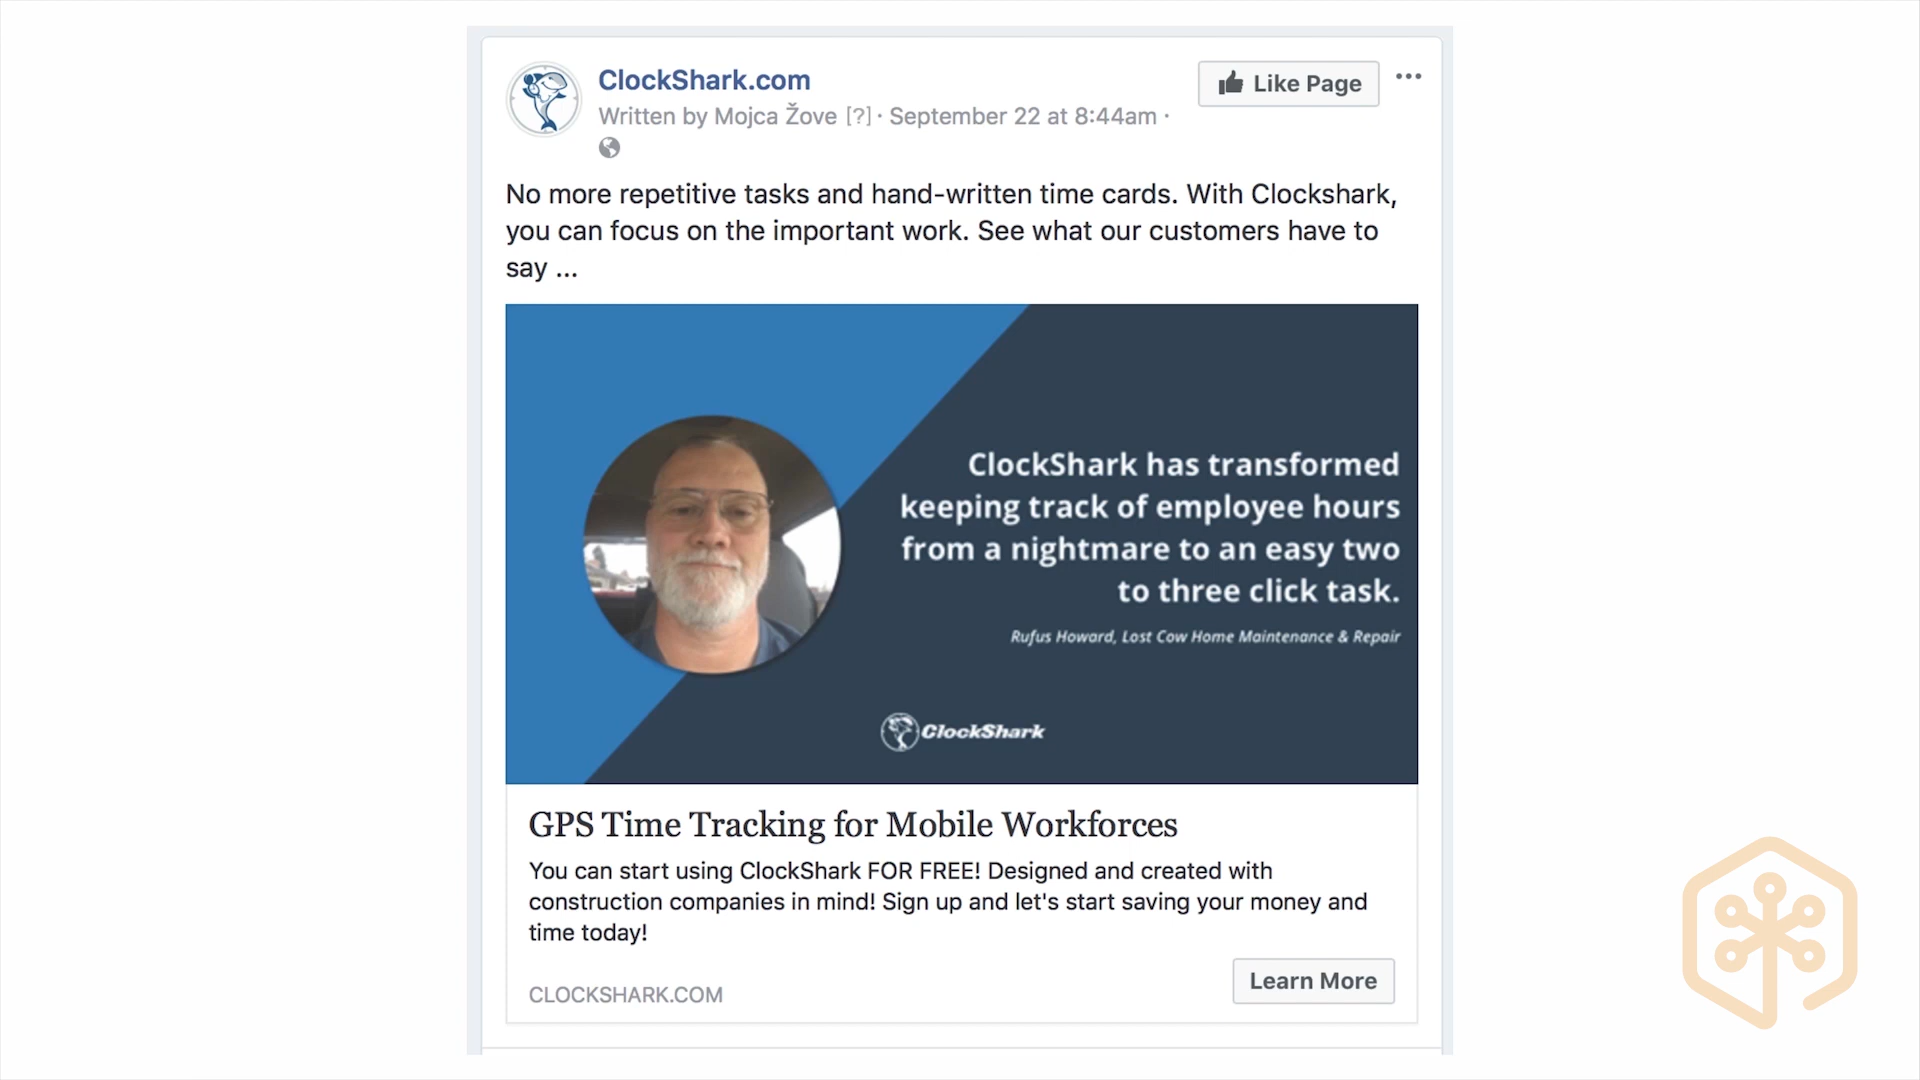 ClockShark.com
Like Page
Written by Mojca Žove [?] · September 22 at 8:44am ·
No more repetitive tasks and hand-written time cards. With Clockshark,
you can focus on the important work. See what our customers have to
say ...
ClockShark has transformed
keeping track of employee hours
from a nightmare to an easy two
to three click task.
Rufus Howard, Lost Cow Home Maintenance & Repair
ClockShark
GPS Time Tracking for Mobile Workforces
You can start using ClockShark FOR FREE! Designed and created with
construction companies in mind! Sign up and let's start saving your money and
time today!
CLOCKSHARK.COM
Learn More